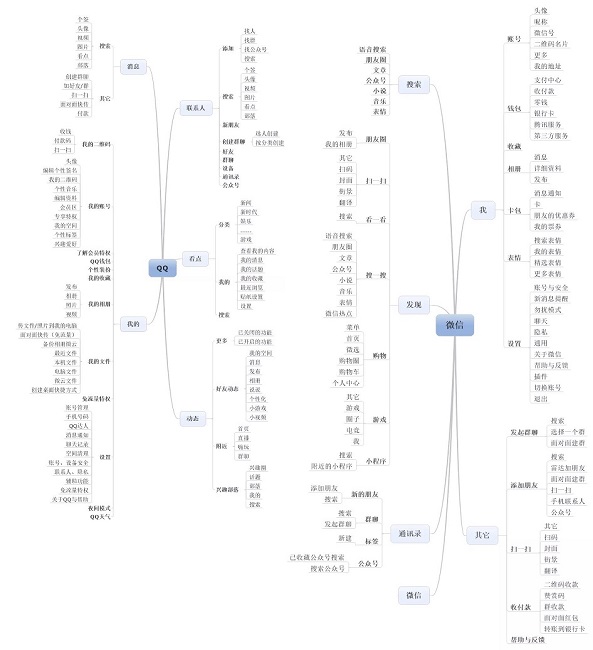 个签
头像
视频
图片
看点
部落
搜索
消息
创建群聊
加好友/群
扫一扫
面对面快传
付款
其它
收钱
付款码
扫一扫
我的二维码
头像
编辑个性签名
我的二维码
个性音乐
编辑资料
会员区
专享特权
我的空间
个性标签
兴趣爱好
我的账号
了解会员特权
QQ钱包
个性装扮
我的收藏
发布
相册
照片
视频
我的相册
我的
传文件/照片到我的电脑
面对面快传（免流量）
备份相册微云
最近文件
本机文件
电脑文件
微云文件
创建桌面快捷方式
我的文件
免流量特权
账号管理
手机号码
QQ达人
消息通知
聊天记录
空间清理
账号、设备安全
联系人、隐私
辅助功能
免流量特权
关于QQ与帮助
设置
夜间模式
QQ天气
QQ
联系人
添加
找人
找群
找公众号
搜索
搜索
个签
头像
视频
图片
看点
部落
新朋友
创建群聊
选人创建
按分类创建
好友
群聊
设备
通讯录
公众号
看点
分类
新闻
新时代
娱乐
......
游戏
我的
查看我的内容
我的消息
我的话题
我的收藏
最近浏览
贴纸设置
设置
搜索
动态
更多
已关闭的功能
已开启的功能
好友动态
我的空间
消息
发布
相册
说说
个性化
小游戏
小视频
附近
首页
直播
群聊
兴趣部落
兴趣圈
话题
部落
我的
搜索
语音搜索
朋友圈
文章
公众号
小说
音乐
表情
搜索
发布
我的相册
朋友圈
其它
扫码
封面
街景
翻译
扫一扫
搜索
看一看
语音搜索
朋友圈
文章
公众号
小说
音乐
表情
微信热点
搜一搜
发现
菜单
首页
微选
购物圈
购物车
个人中心
购物
其它
游戏
圈子
电竞
我
游戏
搜索
附近的小程序
小程序
添加朋友
搜索
新的朋友
搜索
发起群聊
群聊
通讯录
新建
标签
已收藏公众号搜索
搜索公众号
公众号
微信
微信
我
账号
头像
昵称
微信号
二维码名片
更多
我的地址
钱包
支付中心
收付款
零钱
银行卡
腾讯服务
第三方服务
收藏
相册
消息
详细资料
发布
卡包
消息通知
卡
朋友的优惠券
我的票券
表情
搜索表情
我的表情
精选表情
更多表情
设置
账号与安全
新消息提醒
勿扰模式
聊天
隐私
通用
关于微信
帮助与反馈
插件
切换账号
退出
其它
发起群聊
搜索
选择一个群
面对面建群
添加朋友
搜索
雷达加朋友
面对面建群
扫一扫
手机联系人
公众号
扫一扫
其它
扫码
封面
街景
翻译
收付款
二维码收款
赞赏码
群收款
面对面红包
转账到银行卡
帮助与反馈